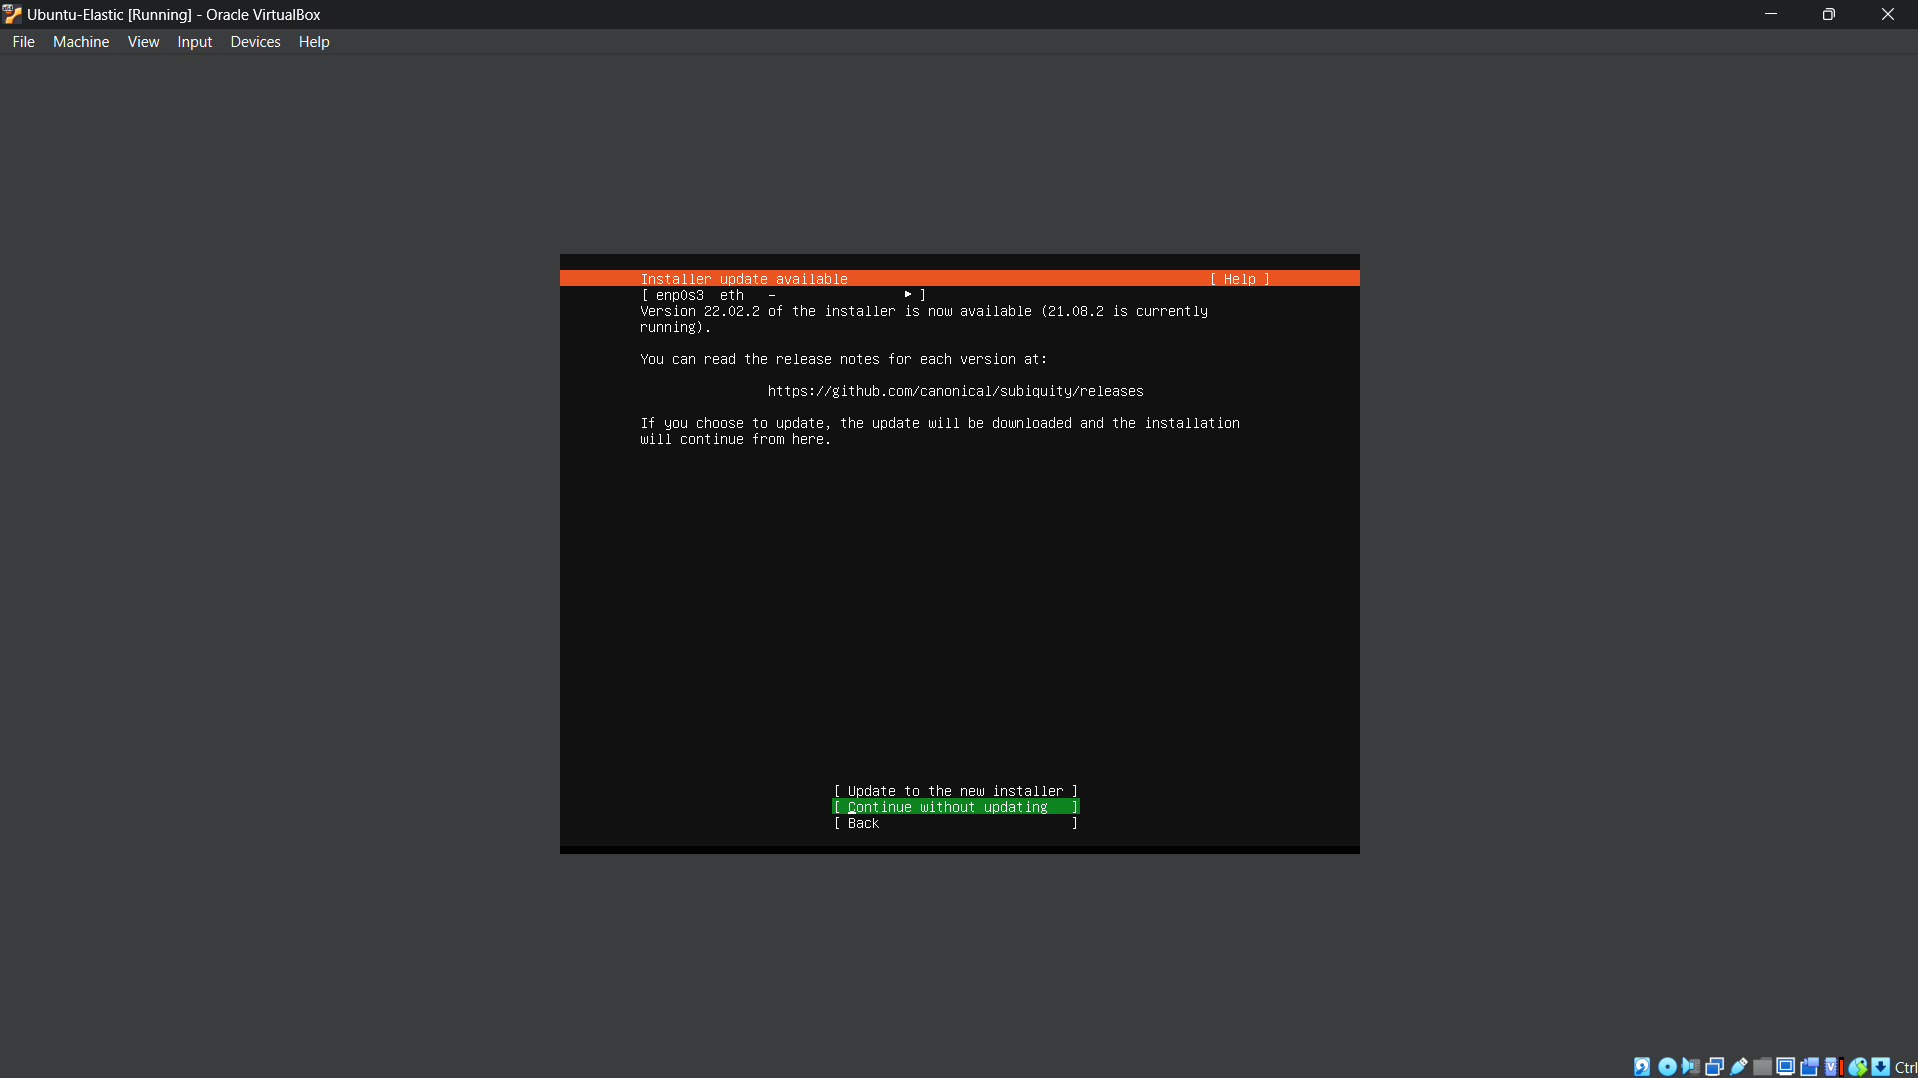 Ubuntu-Elastic [Running] - Oracle VirtualBox
File Machine View Input Devices Help
Installer update available [ Help ]
[ enp0s3 eth - ▸ ]
Version 22.02.2 of the installer is now available (21.08.2 is currently
running).
You can read the release notes for each version at:
https://github.com/canonical/subiquity/releases
If you choose to update, the update will be downloaded and the installation
will continue from here.
[ Update to the new installer ]
[ Continue without updating ]
[ Back ]
Ctrl